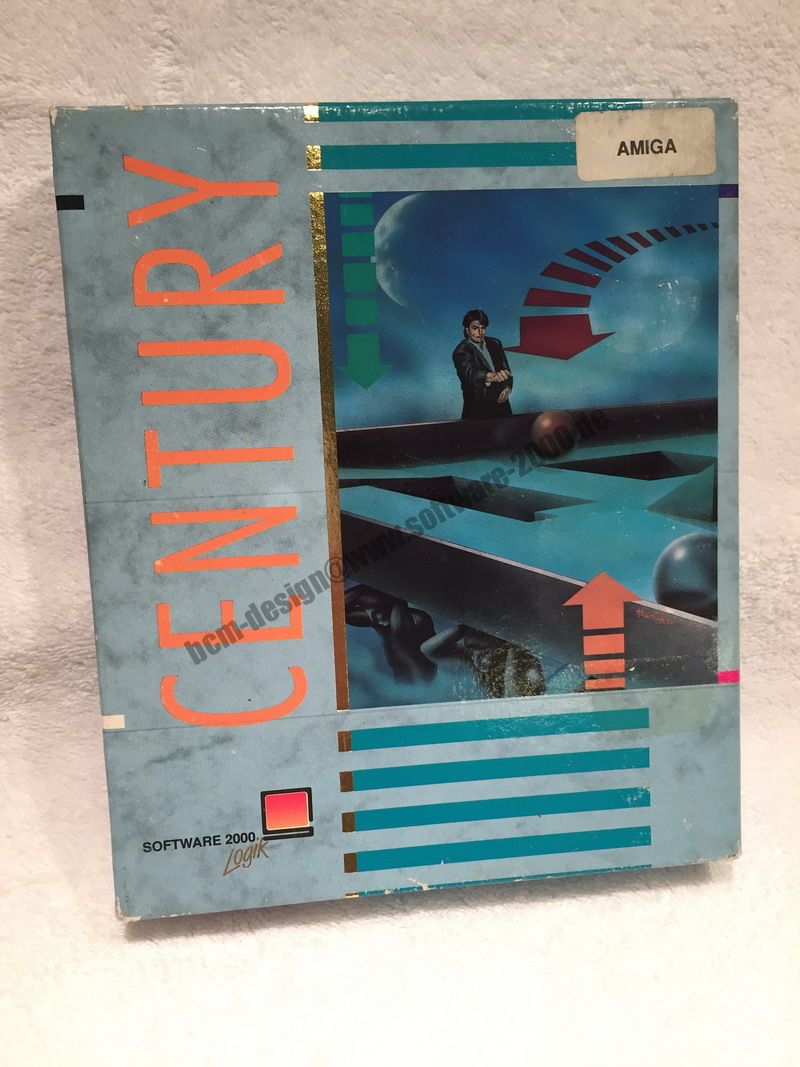 AMIGA
CENTURY
bcm-design@www.software-2000.de
SOFTWARE 2000
Logik